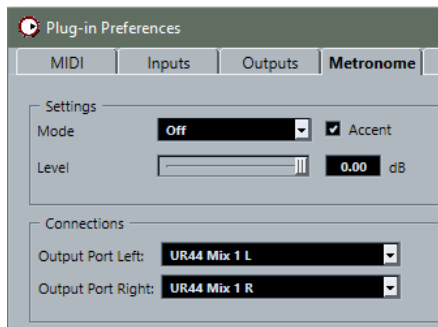 Plug-in Preferences
MIDI Inputs Outputs Metronome
Settings
Mode Off Accent
Level 0.00 dB
Connections
Output Port Left: UR44 Mix 1 L
Output Port Right: UR44 Mix 1 R